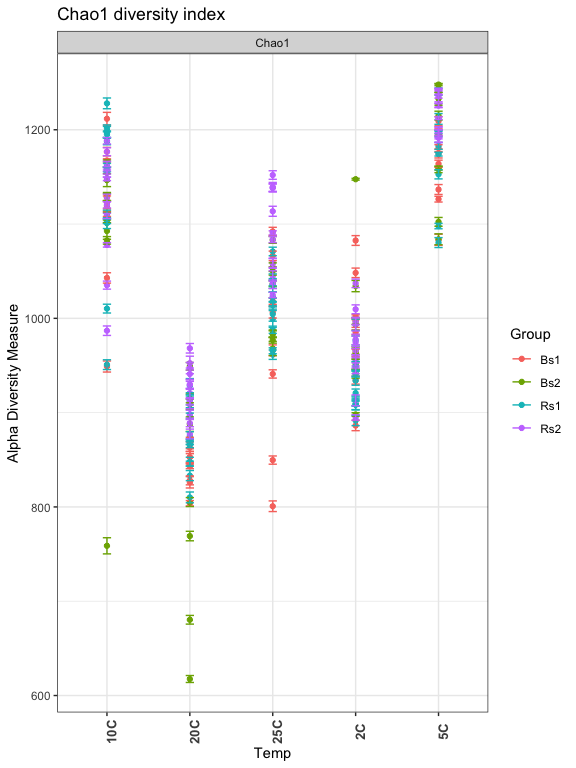 Chao1 diversity index
Chao1
1200
1000
800
600
Alpha Diversity Measure
10C
20C
25C
2C
5C
Temp
Group
Bs1
Bs2
Rs1
Rs2